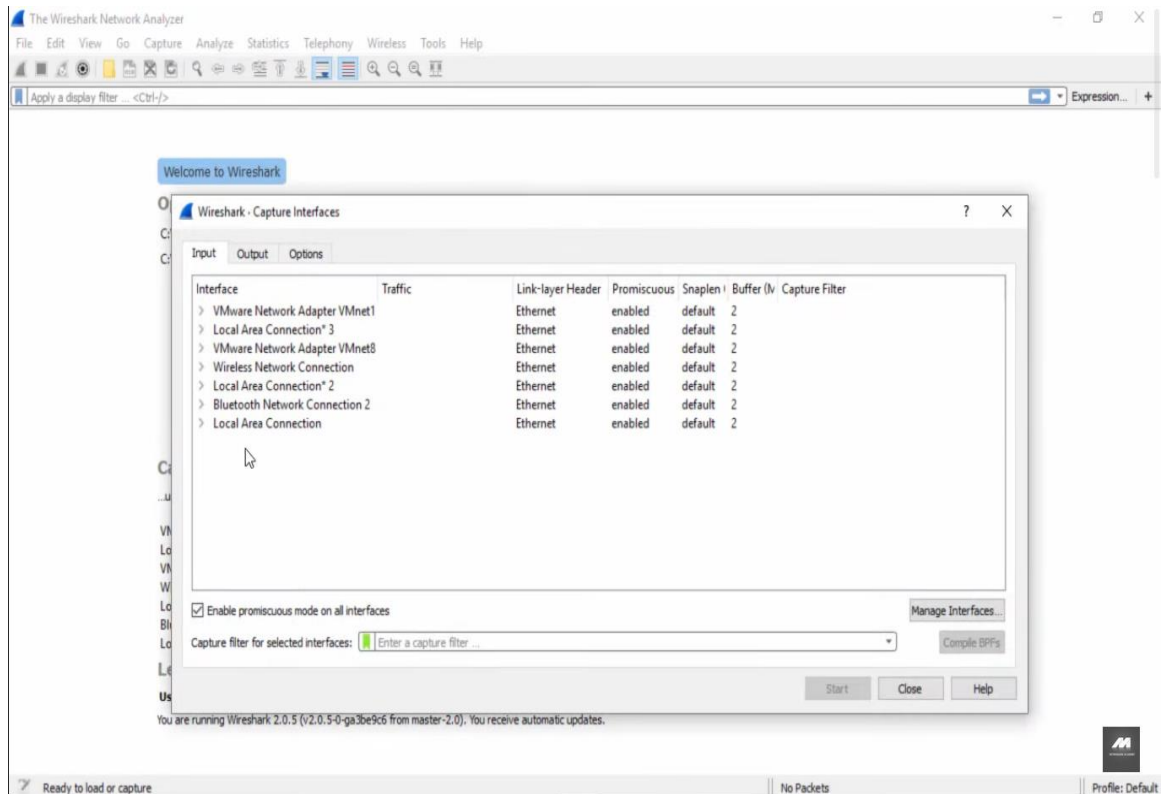 The Wireshark Network Analyzer
File Edit View Go Capture Analyze Statistics Telephony Wireless Tools Help
Apply a display filter ... <Ctrl-/> Expression... +
Welcome to Wireshark
Wireshark · Capture Interfaces ? X
Input Output Options
Interface Traffic Link-layer Header Promiscuous Snaplen Buffer Capture Filter
VMware Network Adapter VMnet1 Ethernet enabled default 2
Local Area Connection* 3 Ethernet enabled default 2
VMware Network Adapter VMnet8 Ethernet enabled default 2
Wireless Network Connection Ethernet enabled default 2
Local Area Connection* 2 Ethernet enabled default 2
Bluetooth Network Connection 2 Ethernet enabled default 2
Local Area Connection Ethernet enabled default 2
Enable promiscuous mode on all interfaces Manage Interfaces...
Capture filter for selected interfaces: Enter a capture filter ... Compile BPFs
Start Close Help
You are running Wireshark 2.0.5 (v2.0.5-0-ga3be9c6 from master-2.0). You receive automatic updates.
Ready to load or capture No Packets Profile: Default